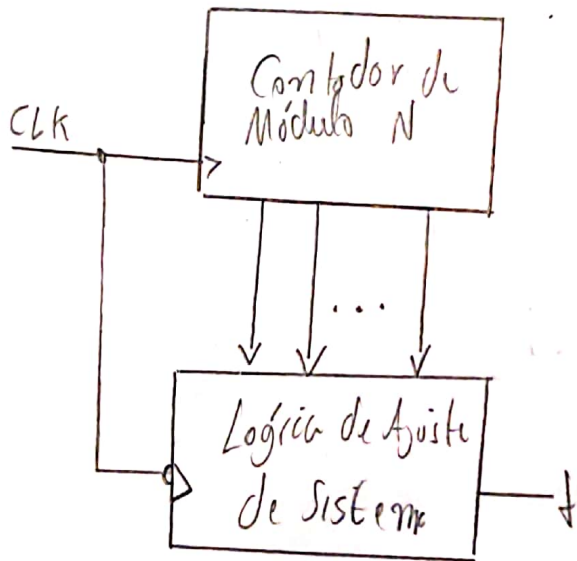 Contador de
Módulo N
CLK
...
Lógica de Ajuste
de Sistema
f